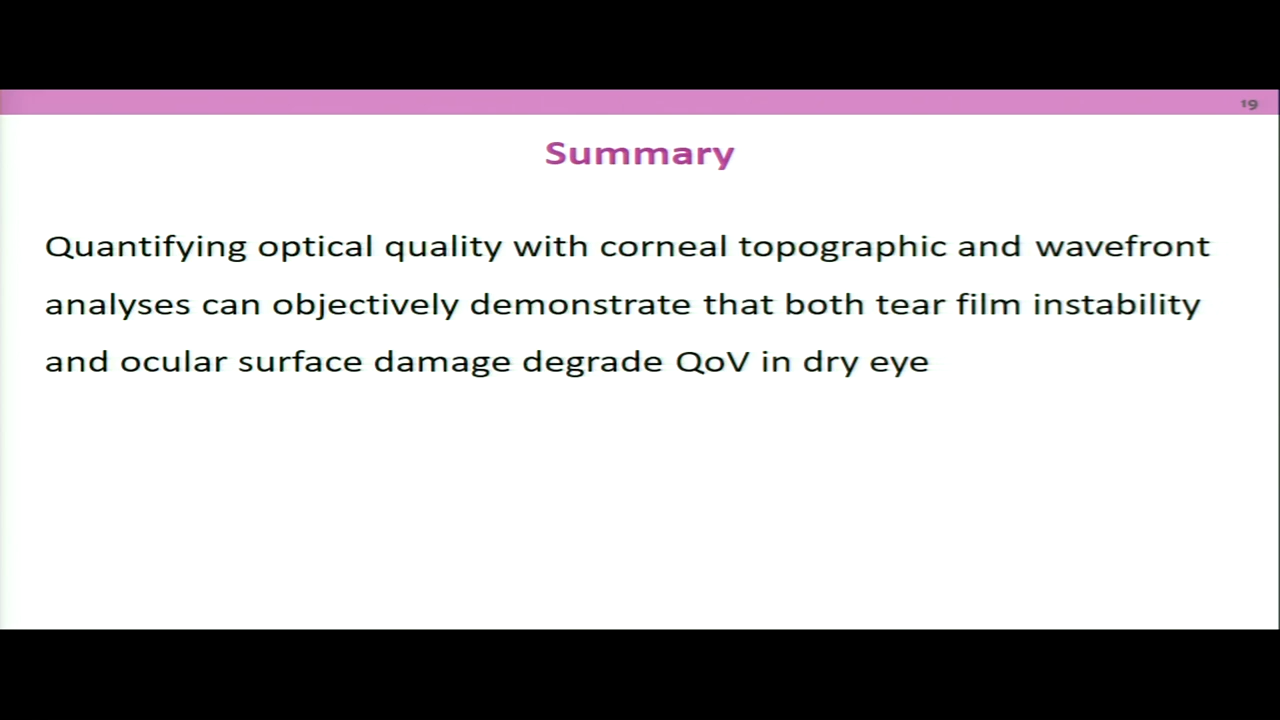 19
Summary
Quantifying optical quality with corneal topographic and wavefront
analyses can objectively demonstrate that both tear film instability
and ocular surface damage degrade QoV in dry eye